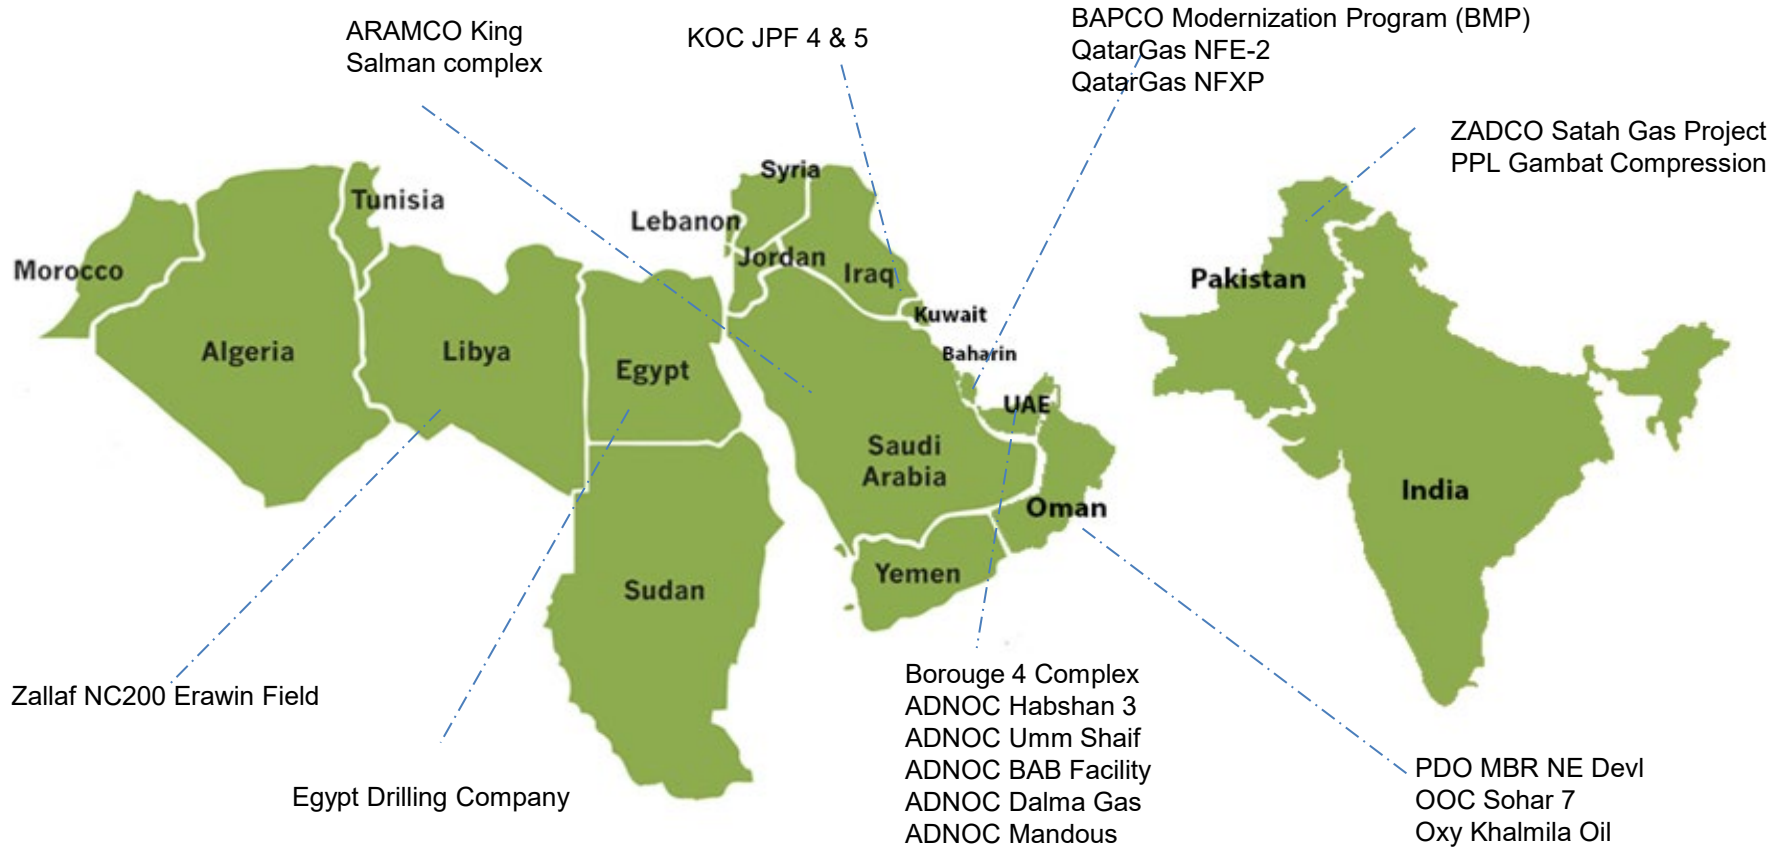 ARAMCO King
Salman complex
KOC JPF 4 & 5
BAPCO Modernization Program (BMP)
QatarGas NFE-2
QatarGas NFXP
ZADCO Satah Gas Project
PPL Gambat Compression
Syria
Tunisia
Lebanon
Jordan
Morocco
Iraq
Pakistan
Kuwait
Algeria
Libya
Egypt
Baharin
UAE
Saudi
Arabia
India
Oman
Yemen
Sudan
Zallaf NC200 Erawin Field
Egypt Drilling Company
Borouge 4 Complex
ADNOC Habshan 3
ADNOC Umm Shaif
ADNOC BAB Facility
ADNOC Dalma Gas
ADNOC Mandous
PDO MBR NE Devl
OOC Sohar 7
Oxy Khalmila Oil